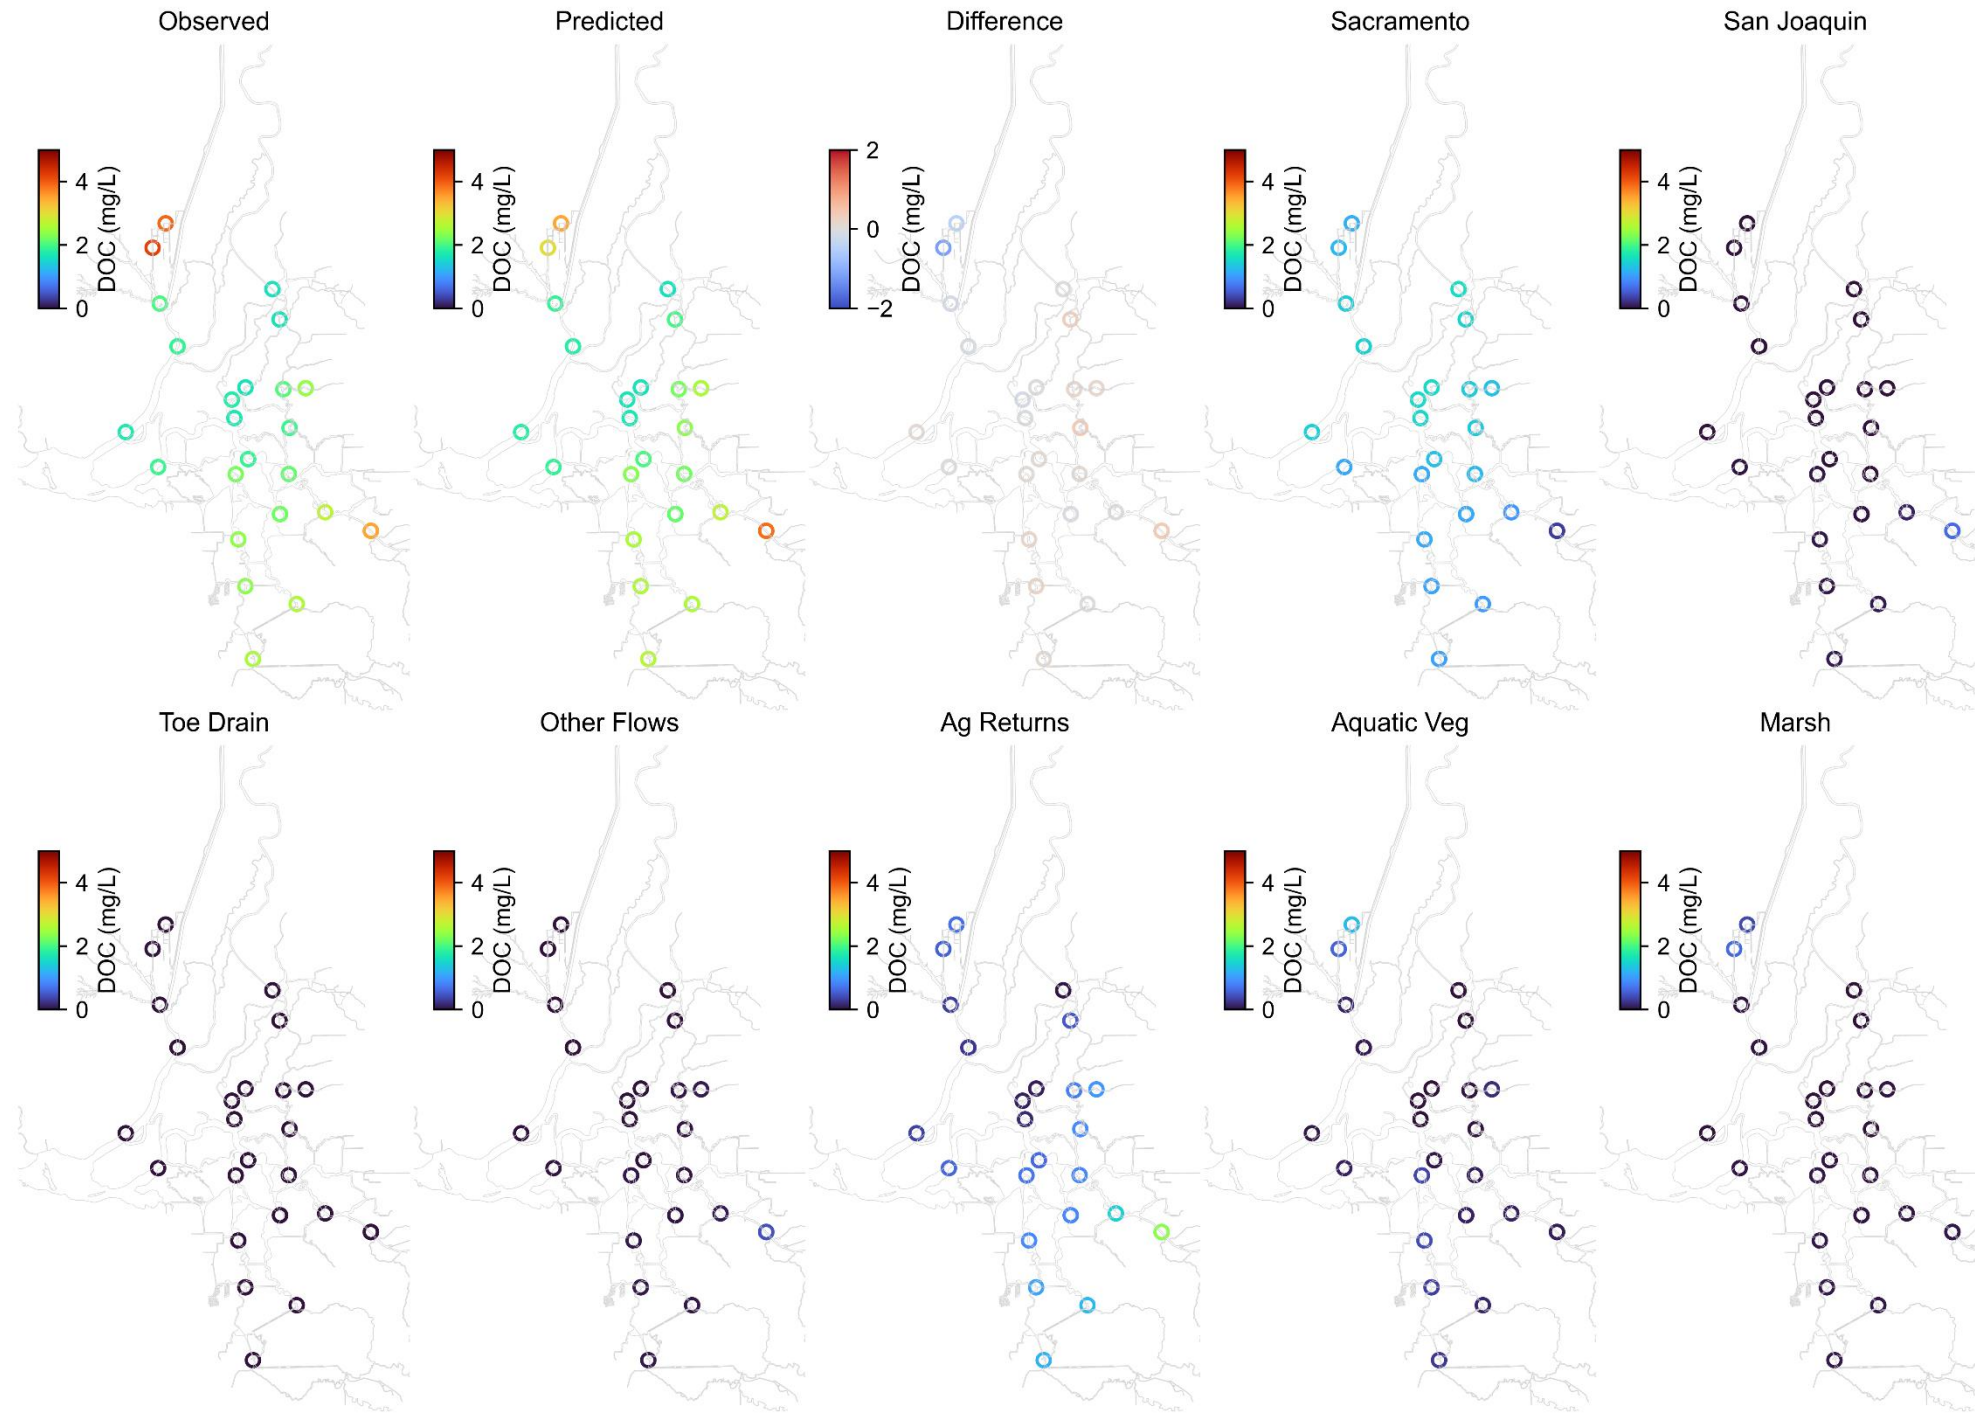 Observed
Predicted
Difference
Sacramento
San Joaquin
4
2
0
DOC (mg/L)
4
2
0
DOC (mg/L)
2
0
−2
DOC (mg/L)
4
2
0
DOC (mg/L)
4
2
0
DOC (mg/L)
Toe Drain
Other Flows
Ag Returns
Aquatic Veg
Marsh
4
2
0
DOC (mg/L)
4
2
0
DOC (mg/L)
4
2
0
DOC (mg/L)
4
2
0
DOC (mg/L)
4
2
0
DOC (mg/L)